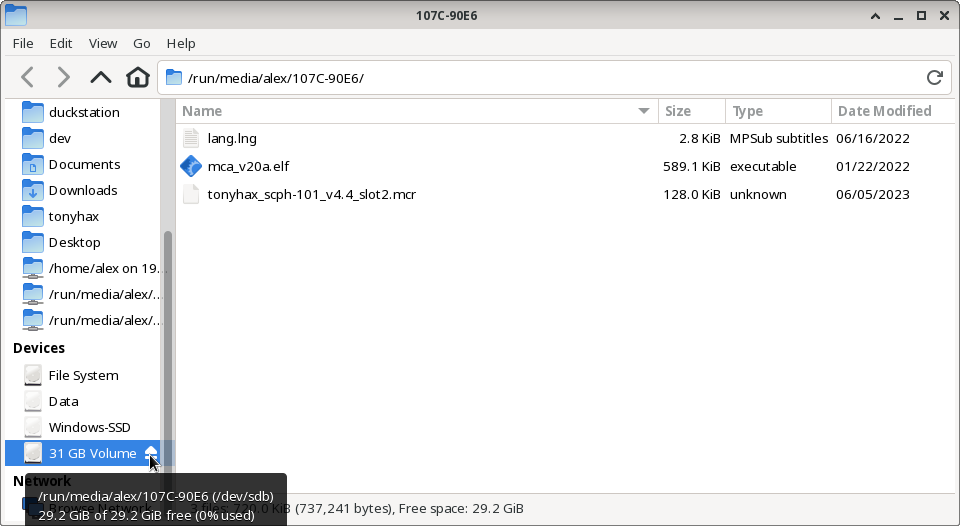 107C-90E6
File Edit View Go Help
/run/media/alex/107C-90E6/
duckstation
dev
Documents
Downloads
tonyhax
Desktop
/home/alex on 19...
/run/media/alex/...
/run/media/alex/...
Devices
File System
Data
Windows-SSD
31 GB Volume
Network
Browse Network
Name Size Type Date Modified
lang.lng 2.8 KiB MPSub subtitles 06/16/2022
mca_v20a.elf 589.1 KiB executable 01/22/2022
tonyhax_scph-101_v4.4_slot2.mcr 128.0 KiB unknown 06/05/2023
/run/media/alex/107C-90E6 (/dev/sdb)
29.2 GiB of 29.2 GiB free (0% used)
3 files: 720.0 KiB (737,241 bytes), Free space: 29.2 GiB